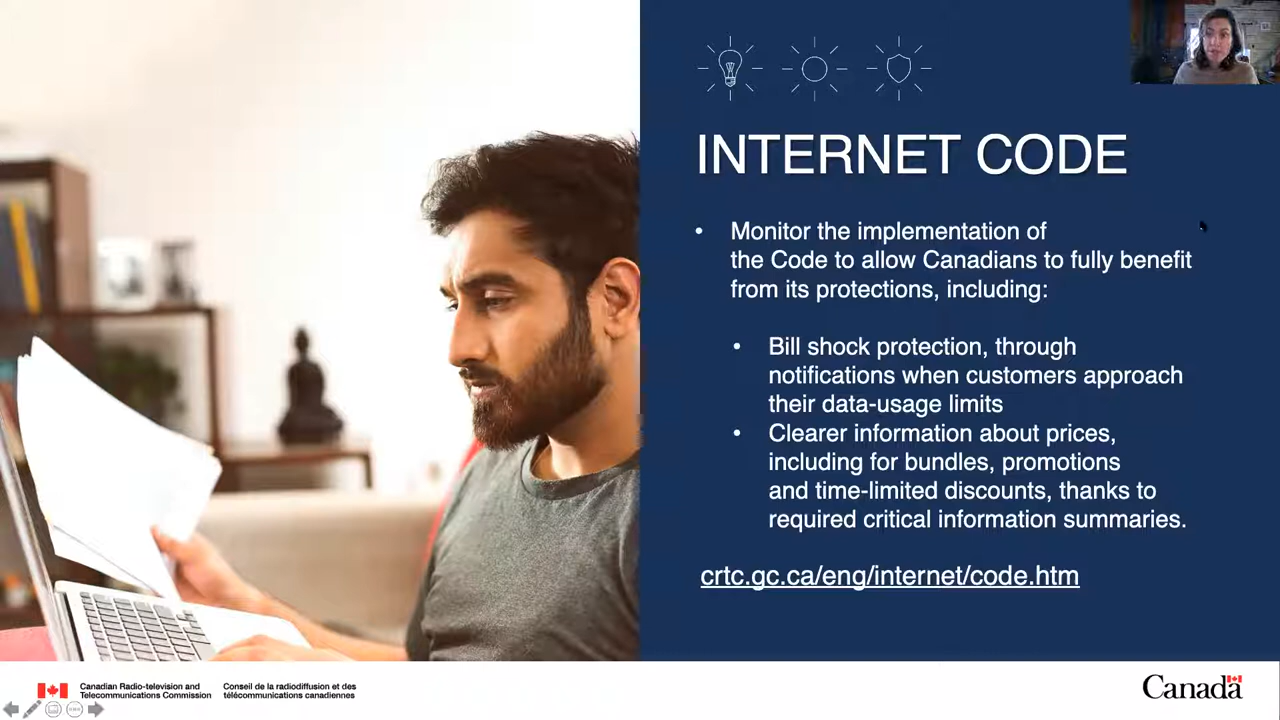 INTERNET CODE
• Monitor the implementation of
the Code to allow Canadians to fully benefit
from its protections, including:
• Bill shock protection, through
notifications when customers approach
their data-usage limits
• Clearer information about prices,
including for bundles, promotions
and time-limited discounts, thanks to
required critical information summaries.
crtc.gc.ca/eng/internet/code.htm
Canadian Radio-television and
Telecommunications Commission
Conseil de la radiodiffusion et des
télécommunications canadiennes
Canada